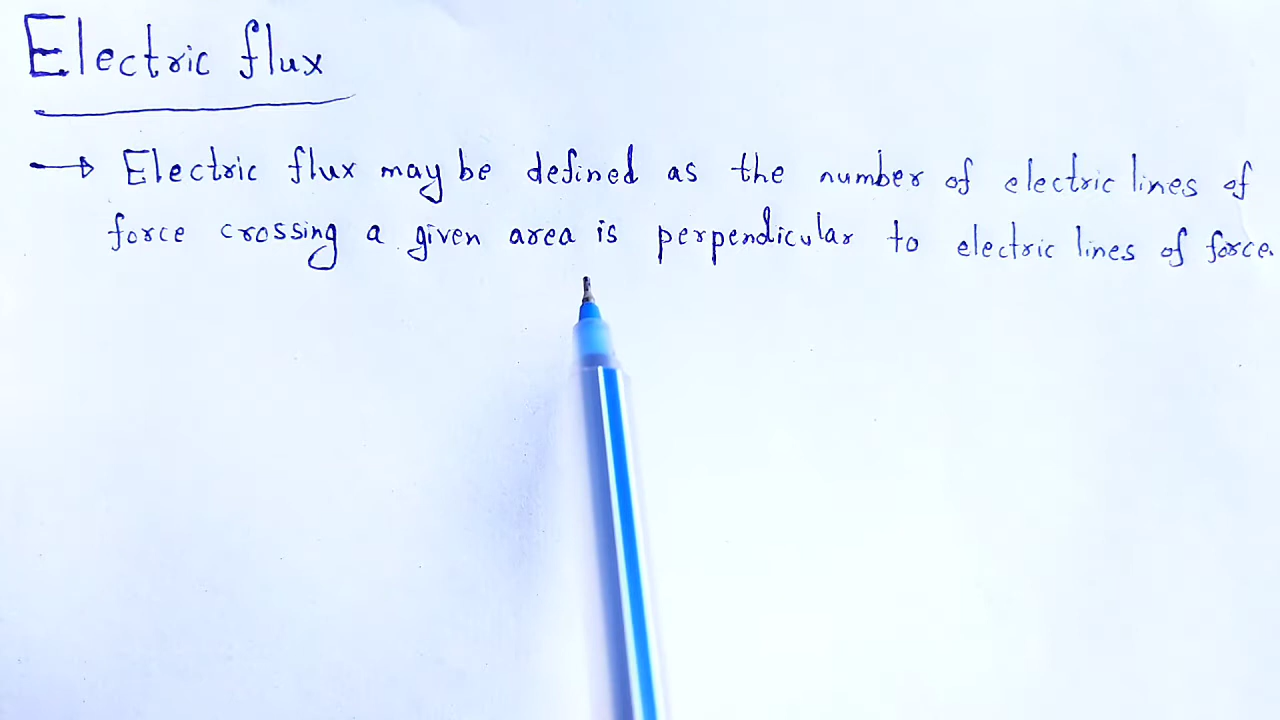 Electric flux
→ Electric flux may be defined as the number of electric lines of
force crossing a given area is perpendicular to electric lines of force.